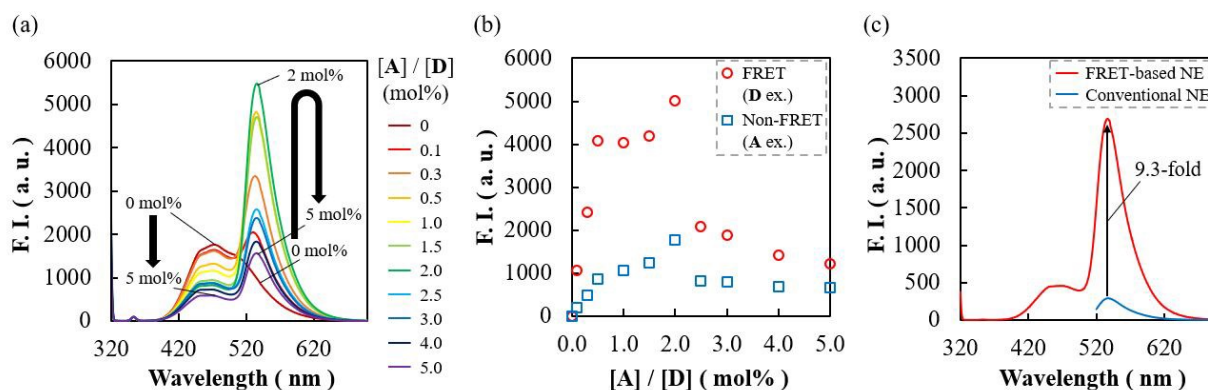 (a)
F. I. ( a. u. )
6000
5000
4000
3000
2000
1000
0
320
420
520
620
Wavelength ( nm )
2 mol%
0 mol%
5 mol%
5 mol%
0 mol%
[A] / [D]
(mol%)
0
0.1
0.3
0.5
1.0
1.5
2.0
2.5
3.0
4.0
5.0
(b)
F. I. ( a. u. )
6000
5000
4000
3000
2000
1000
0
0.0
1.0
2.0
3.0
4.0
5.0
[A] / [D] ( mol% )
FRET
(D ex.)
Non-FRET
(A ex.)
(c)
F. I. ( a. u. )
3500
3000
2500
2000
1500
1000
500
0
320
420
520
620
Wavelength ( nm )
FRET-based NE
Conventional NE
9.3-fold